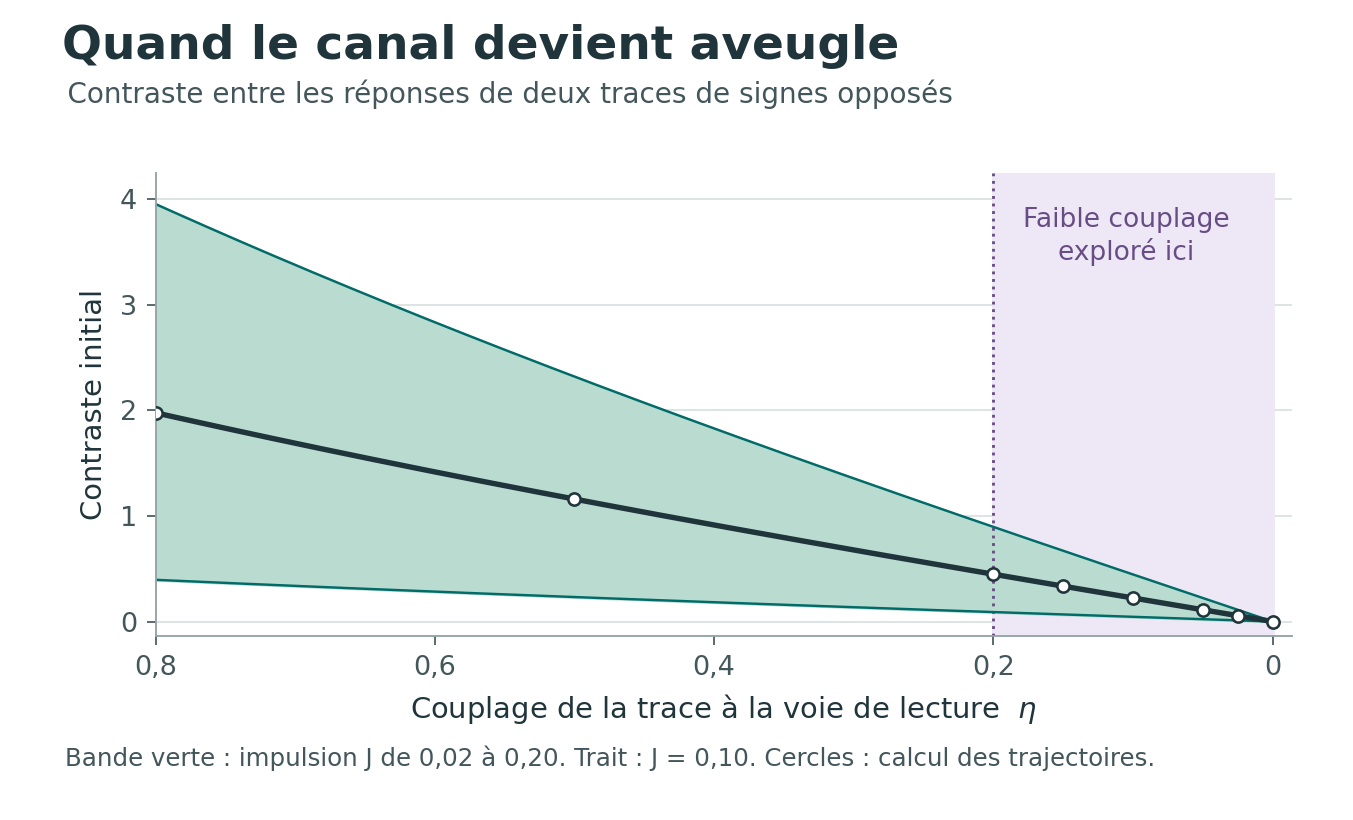 Quand le canal devient aveugle
Contraste entre les réponses de deux traces de signes opposés
Faible couplage
exploré ici
Contraste initial
4
3
2
1
0
0,8
0,6
0,4
0,2
0
Couplage de la trace à la voie de lecture η
Bande verte : impulsion J de 0,02 à 0,20. Trait : J = 0,10. Cercles : calcul des trajectoires.